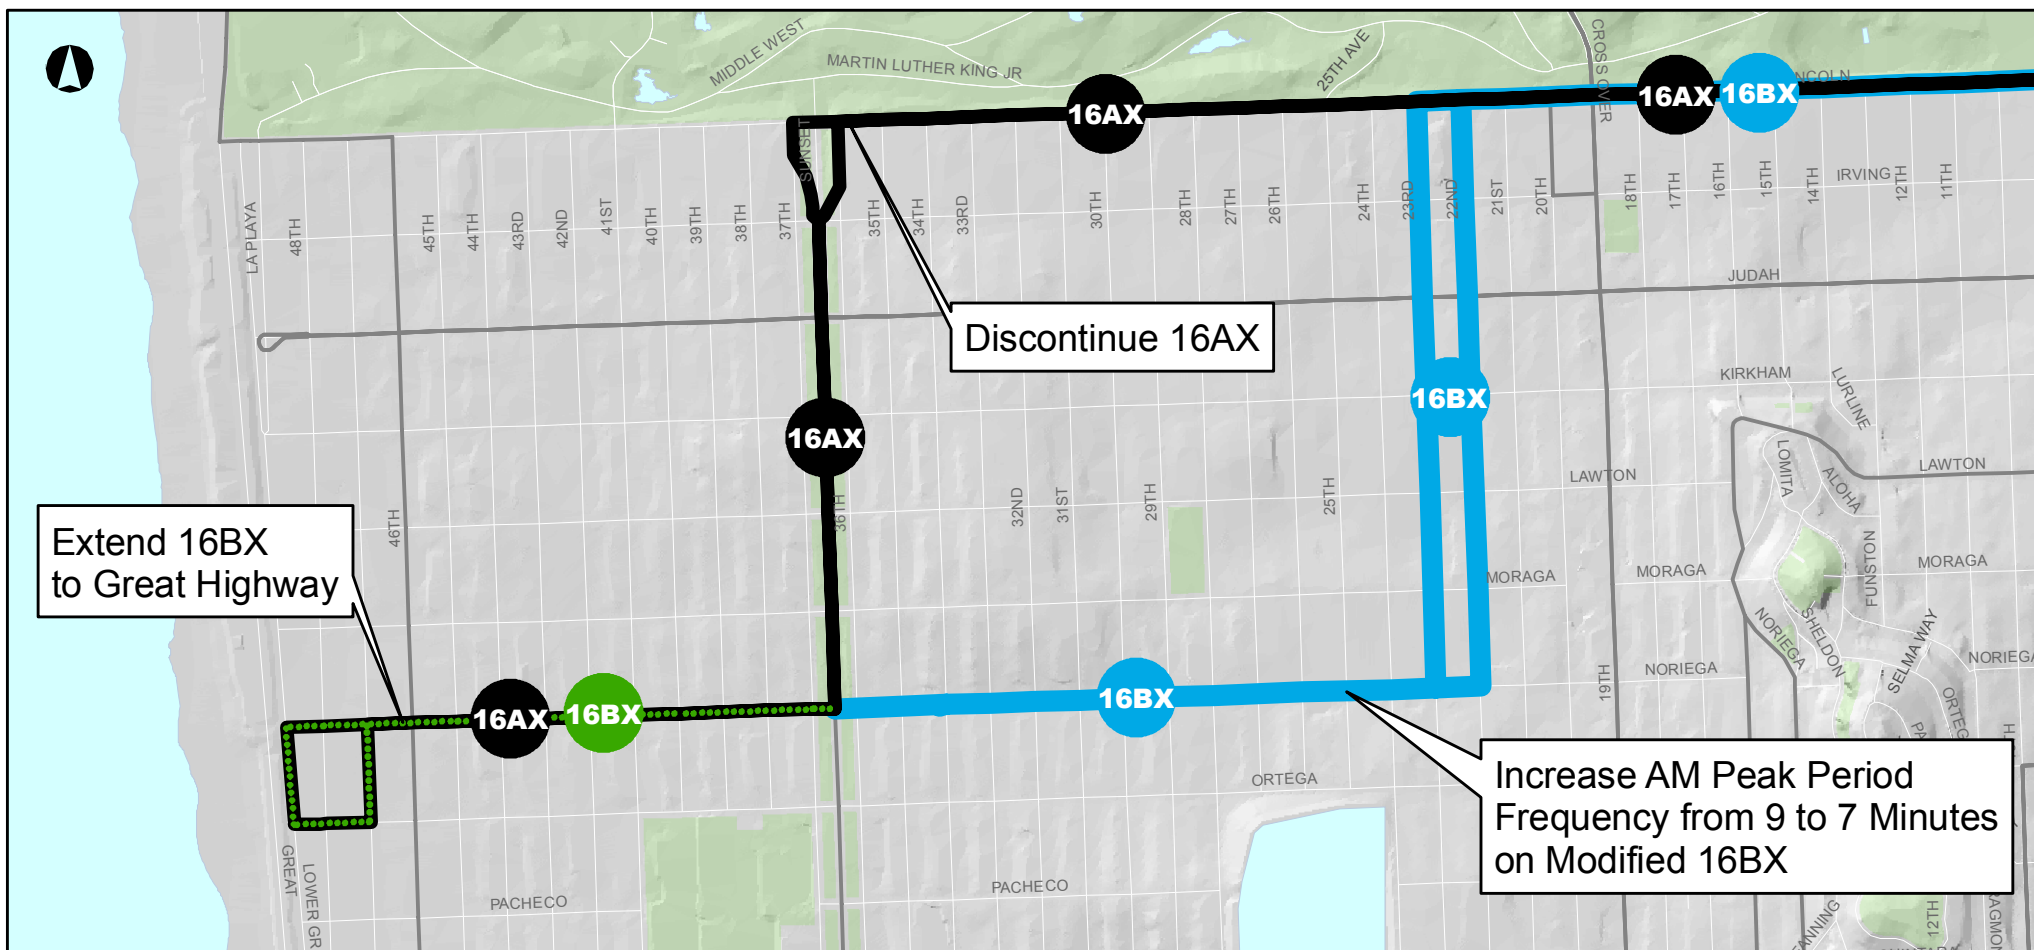 MIDDLE WEST
MARTIN LUTHER KING JR
25TH AVE
CROSS OVER
LINCOLN
16AX
16AX
16BX
SUNSET
LA PLAYA
48TH
45TH
44TH
43RD
42ND
41ST
40TH
39TH
38TH
37TH
35TH
34TH
33RD
30TH
28TH
27TH
26TH
24TH
23RD
22ND
21ST
20TH
18TH
17TH
16TH
15TH
14TH
IRVING
12TH
11TH
JUDAH
Discontinue 16AX
KIRKHAM
LURLINE
16BX
16AX
LOMITA
ALOHA
LAWTON
LAWTON
46TH
36TH
32ND
31ST
29TH
25TH
Extend 16BX
to Great Highway
MORAGA
MORAGA
MORAGA
FUNSTON
NORIEGA
SHELDON
SELMA WAY
NORIEGA
NORIEGA
19TH
16AX
16BX
16BX
ORTEGA
Increase AM Peak Period
Frequency from 9 to 7 Minutes
on Modified 16BX
GREAT
LOWER GR
PACHECO
PACHECO
12TH